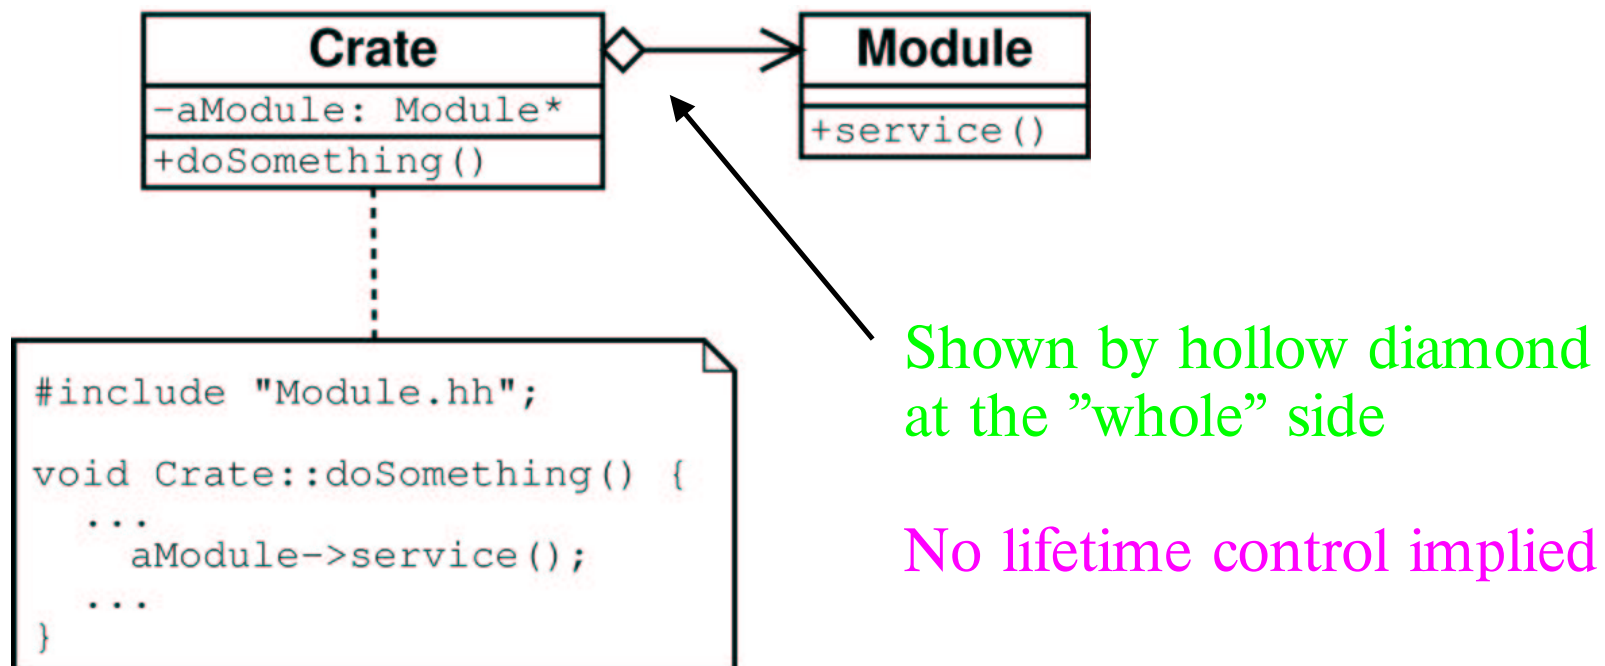 Crate
-aModule: Module*
+doSomething()
Module
+service()
#include "Module.hh";
void Crate::doSomething() {
...
aModule->service();
...
}
Shown by hollow diamond
at the ”whole” side
No lifetime control implied